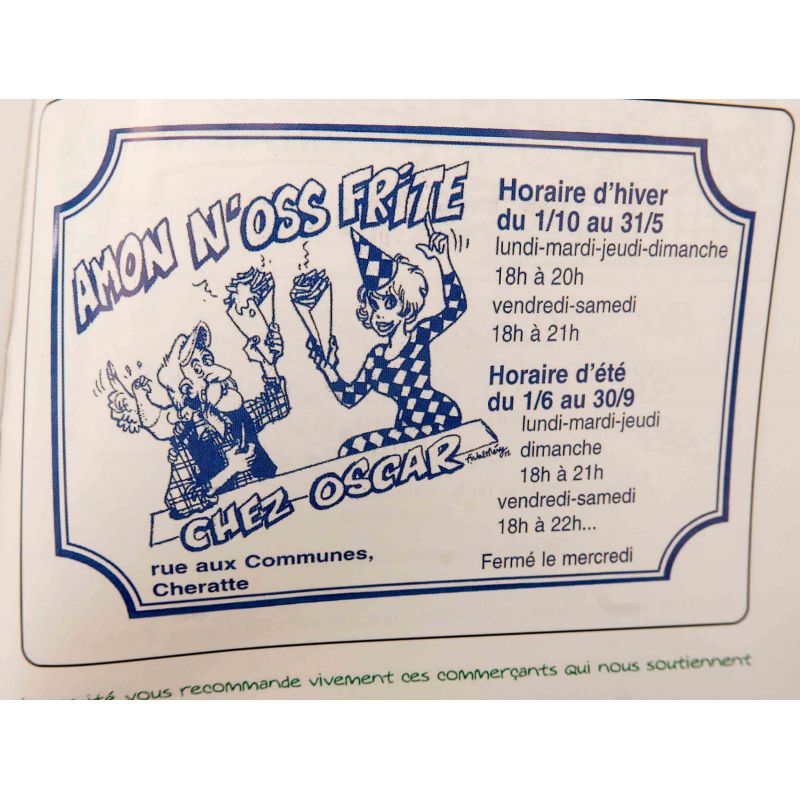 AMON N'OSS FRITE
CHEZ OSCAR
rue aux Communes,
Cheratte
Horaire d'hiver
du 1/10 au 31/5
lundi-mardi-jeudi-dimanche
18h à 20h
vendredi-samedi
18h à 21h
Horaire d'été
du 1/6 au 30/9
lundi-mardi-jeudi
dimanche
18h à 21h
vendredi-samedi
18h à 22h...
Fermé le mercredi
vous recommande vivement ces commerçants qui nous soutiennent